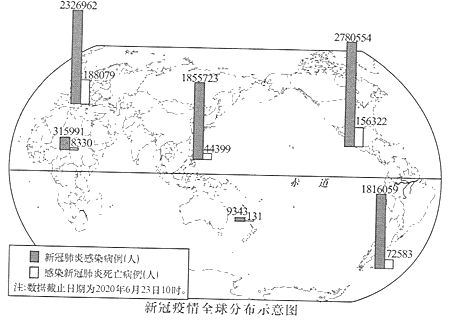 2326962
188079
2780554
156322
1855723
44399
315991
8330
赤 道
1816059
72583
9343
131
新冠肺炎感染病例(人)
感染新冠肺炎死亡病例(人)
注:数据截止日期为2020年6月23日10时。
新冠疫情全球分布示意图